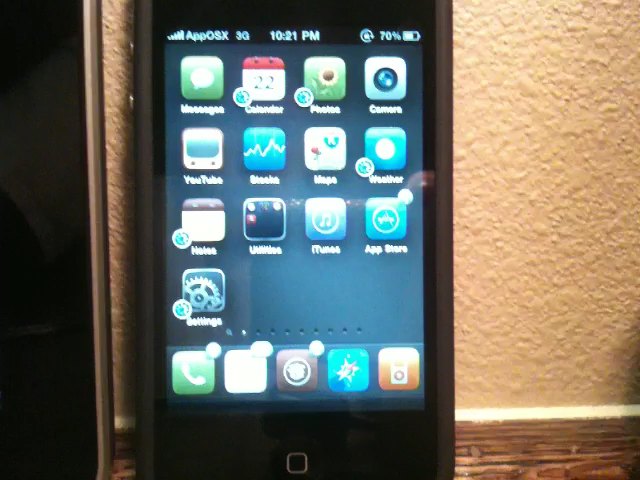 AppOSX 3G 10:21 PM 70%
22
Messages Calendar Photos Camera
YouTube Stocks Maps Weather
Notes Utilities iTunes App Store
Settings